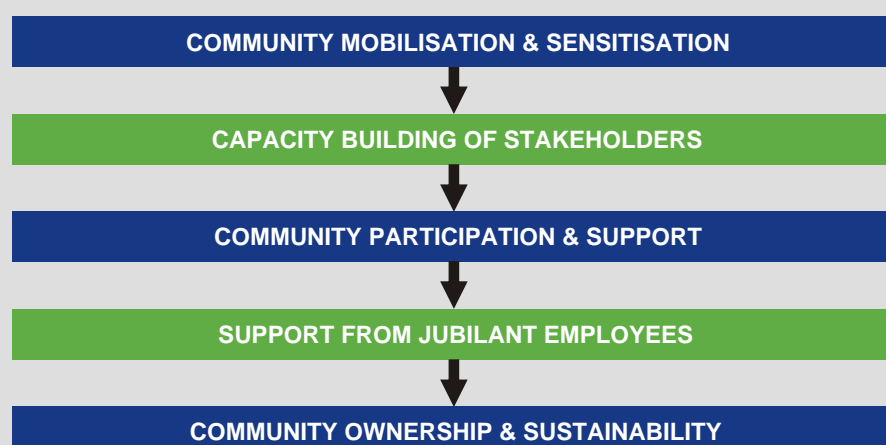 COMMUNITY MOBILISATION & SENSITISATION
CAPACITY BUILDING OF STAKEHOLDERS
COMMUNITY PARTICIPATION & SUPPORT
SUPPORT FROM JUBILANT EMPLOYEES
COMMUNITY OWNERSHIP & SUSTAINABILITY